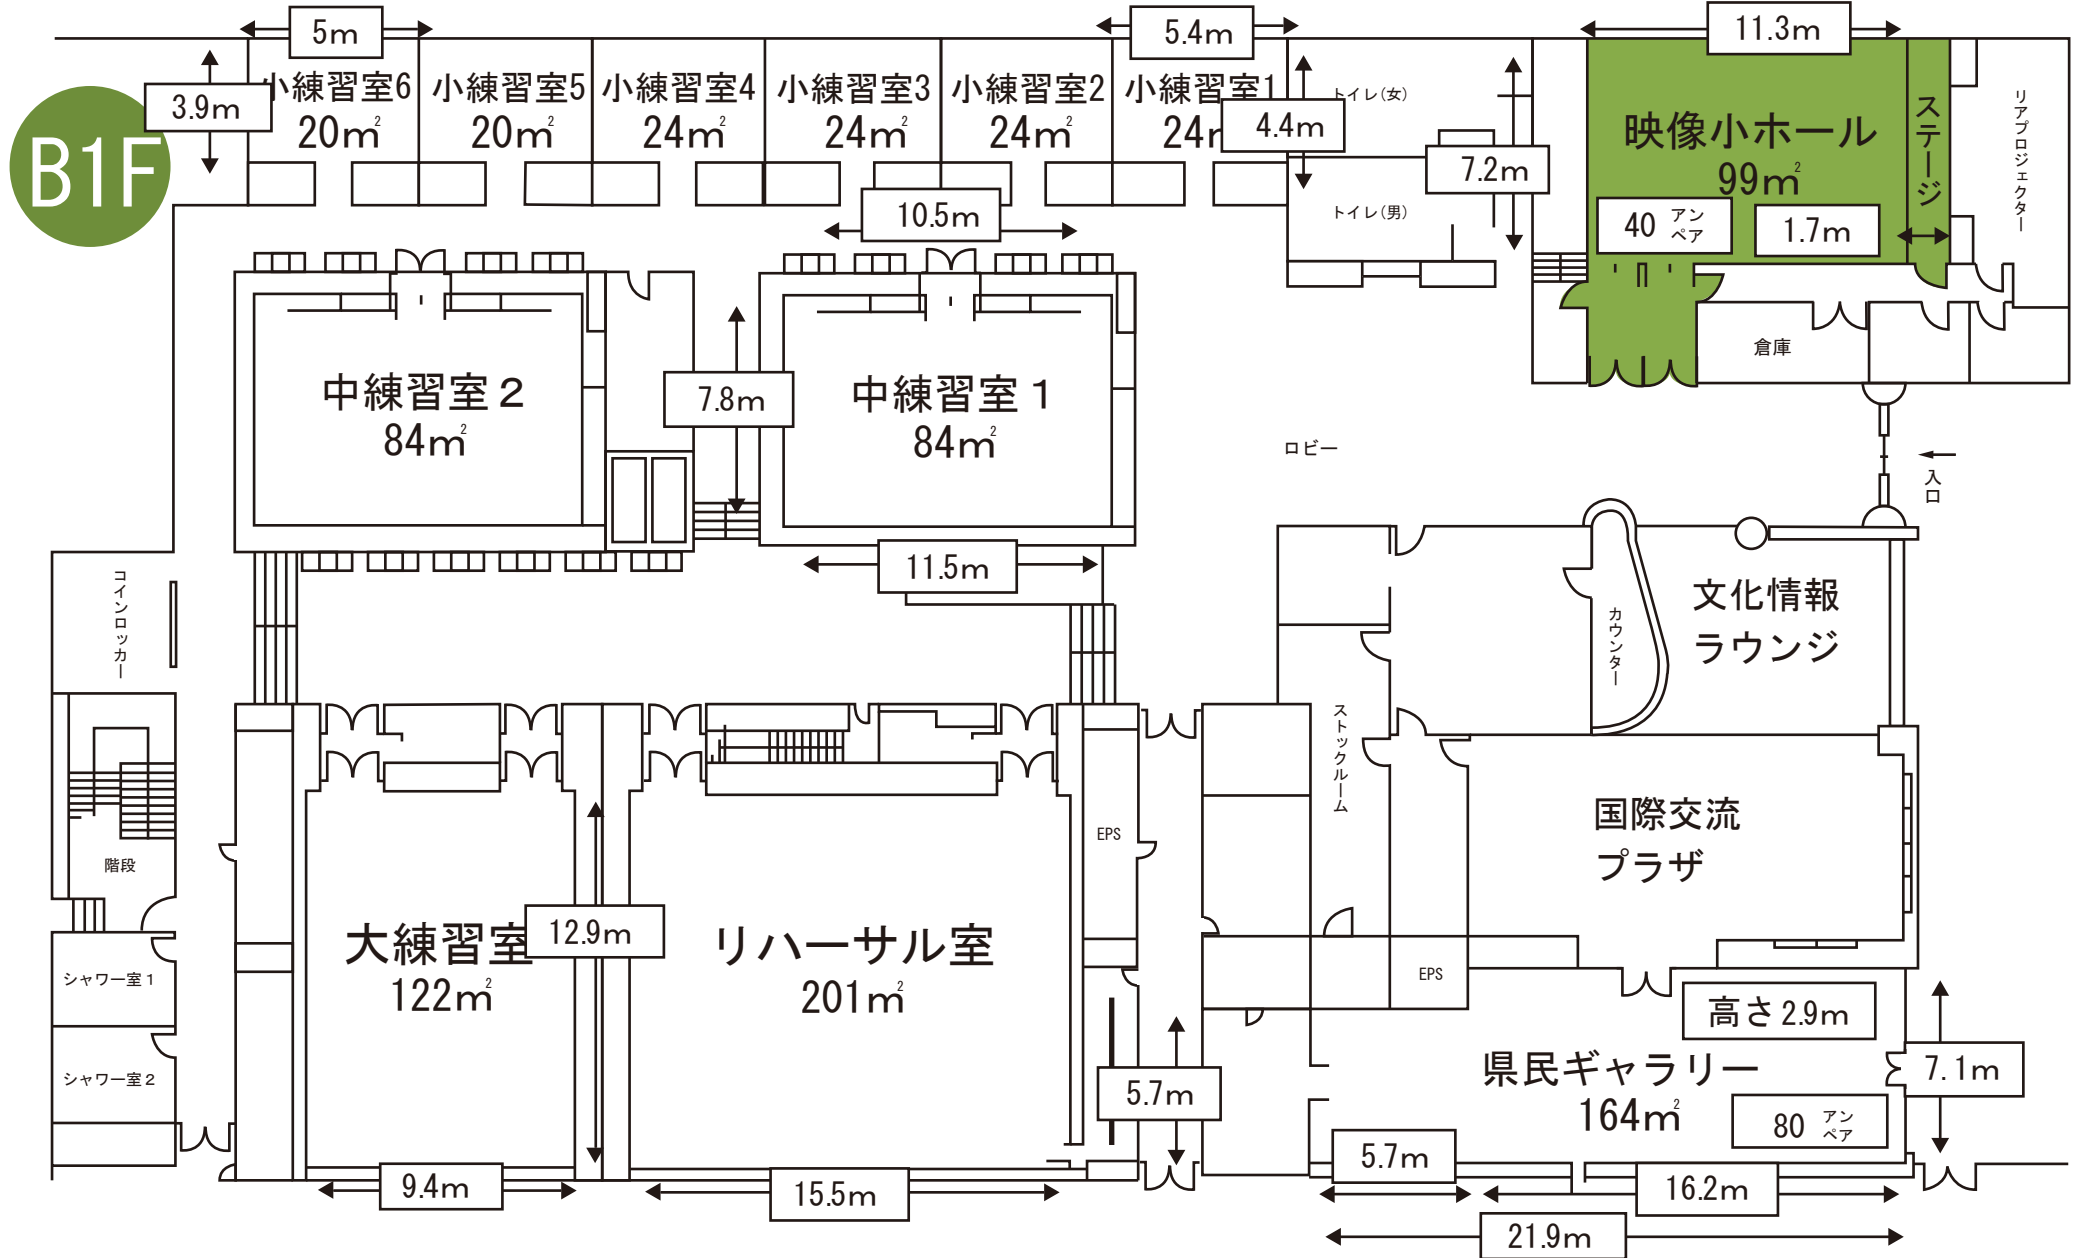 B1F
5m
5.4m
11.3m
3.9m
小練習室6
20㎡
小練習室5
20㎡
小練習室4
24㎡
小練習室3
24㎡
小練習室2
24㎡
小練習室1
24
4.4m
トイレ(女)
トイレ(男)
7.2m
映像小ホール
99㎡
ステージ
40 アンペア
1.7m
リアプロジェクター
10.5m
中練習室2
84㎡
7.8m
中練習室1
84㎡
倉庫
ロビー
入口
11.5m
コインロッカー
文化情報
ラウンジ
カウンター
ストックルーム
国際交流
プラザ
階段
EPS
大練習室
122㎡
12.9m
リハーサル室
201㎡
シャワー室1
シャワー室2
EPS
高さ2.9m
県民ギャラリー
164㎡
80 アンペア
7.1m
5.7m
5.7m
9.4m
15.5m
16.2m
21.9m